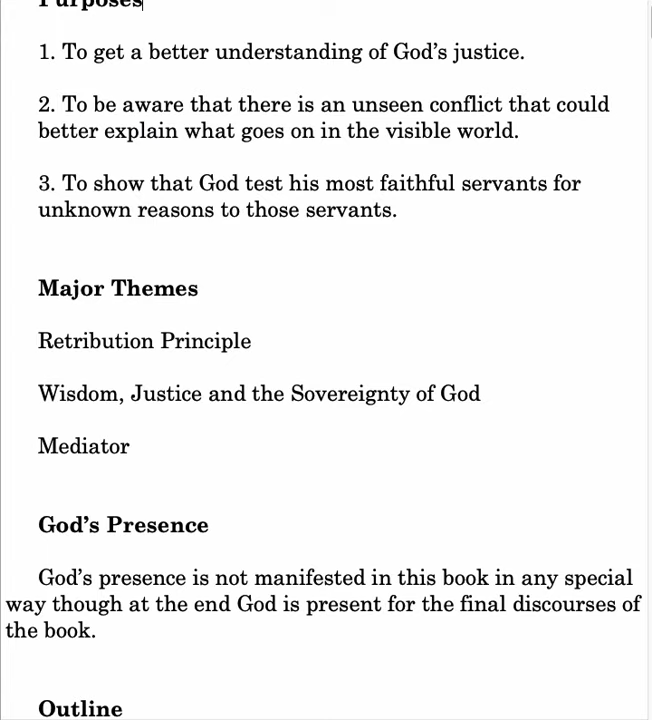 Purposes
1. To get a better understanding of God’s justice.
2. To be aware that there is an unseen conflict that could
better explain what goes on in the visible world.
3. To show that God test his most faithful servants for
unknown reasons to those servants.
Major Themes
Retribution Principle
Wisdom, Justice and the Sovereignty of God
Mediator
God’s Presence
God’s presence is not manifested in this book in any special
way though at the end God is present for the final discourses of
the book.
Outline